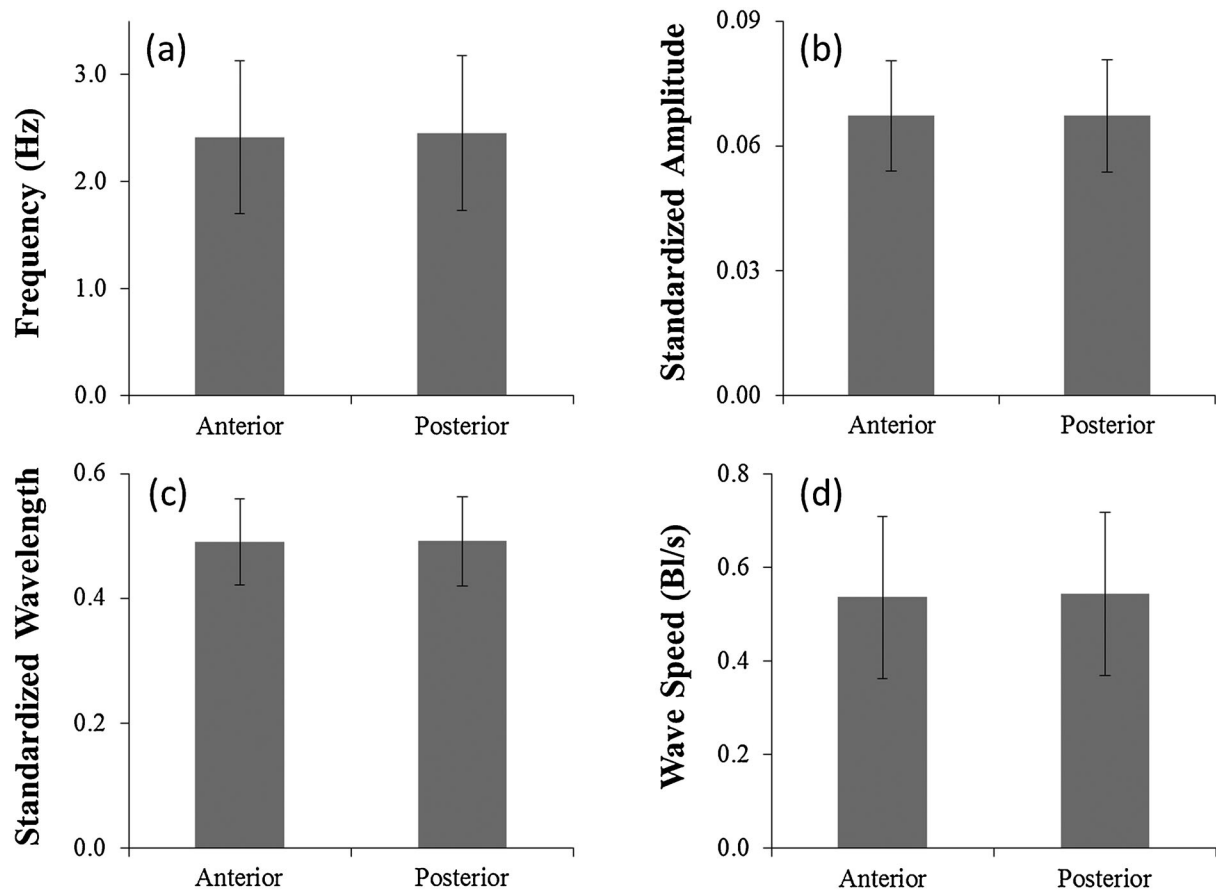 (a)
Frequency (Hz)
3.0
2.0
1.0
0.0
Anterior Posterior
(b)
Standardized Amplitude
0.09
0.06
0.03
0.00
Anterior Posterior
(c)
Standardized Wavelength
0.6
0.4
0.2
0.0
Anterior Posterior
(d)
Wave Speed (Bl/s)
0.8
0.6
0.4
0.2
0.0
Anterior Posterior